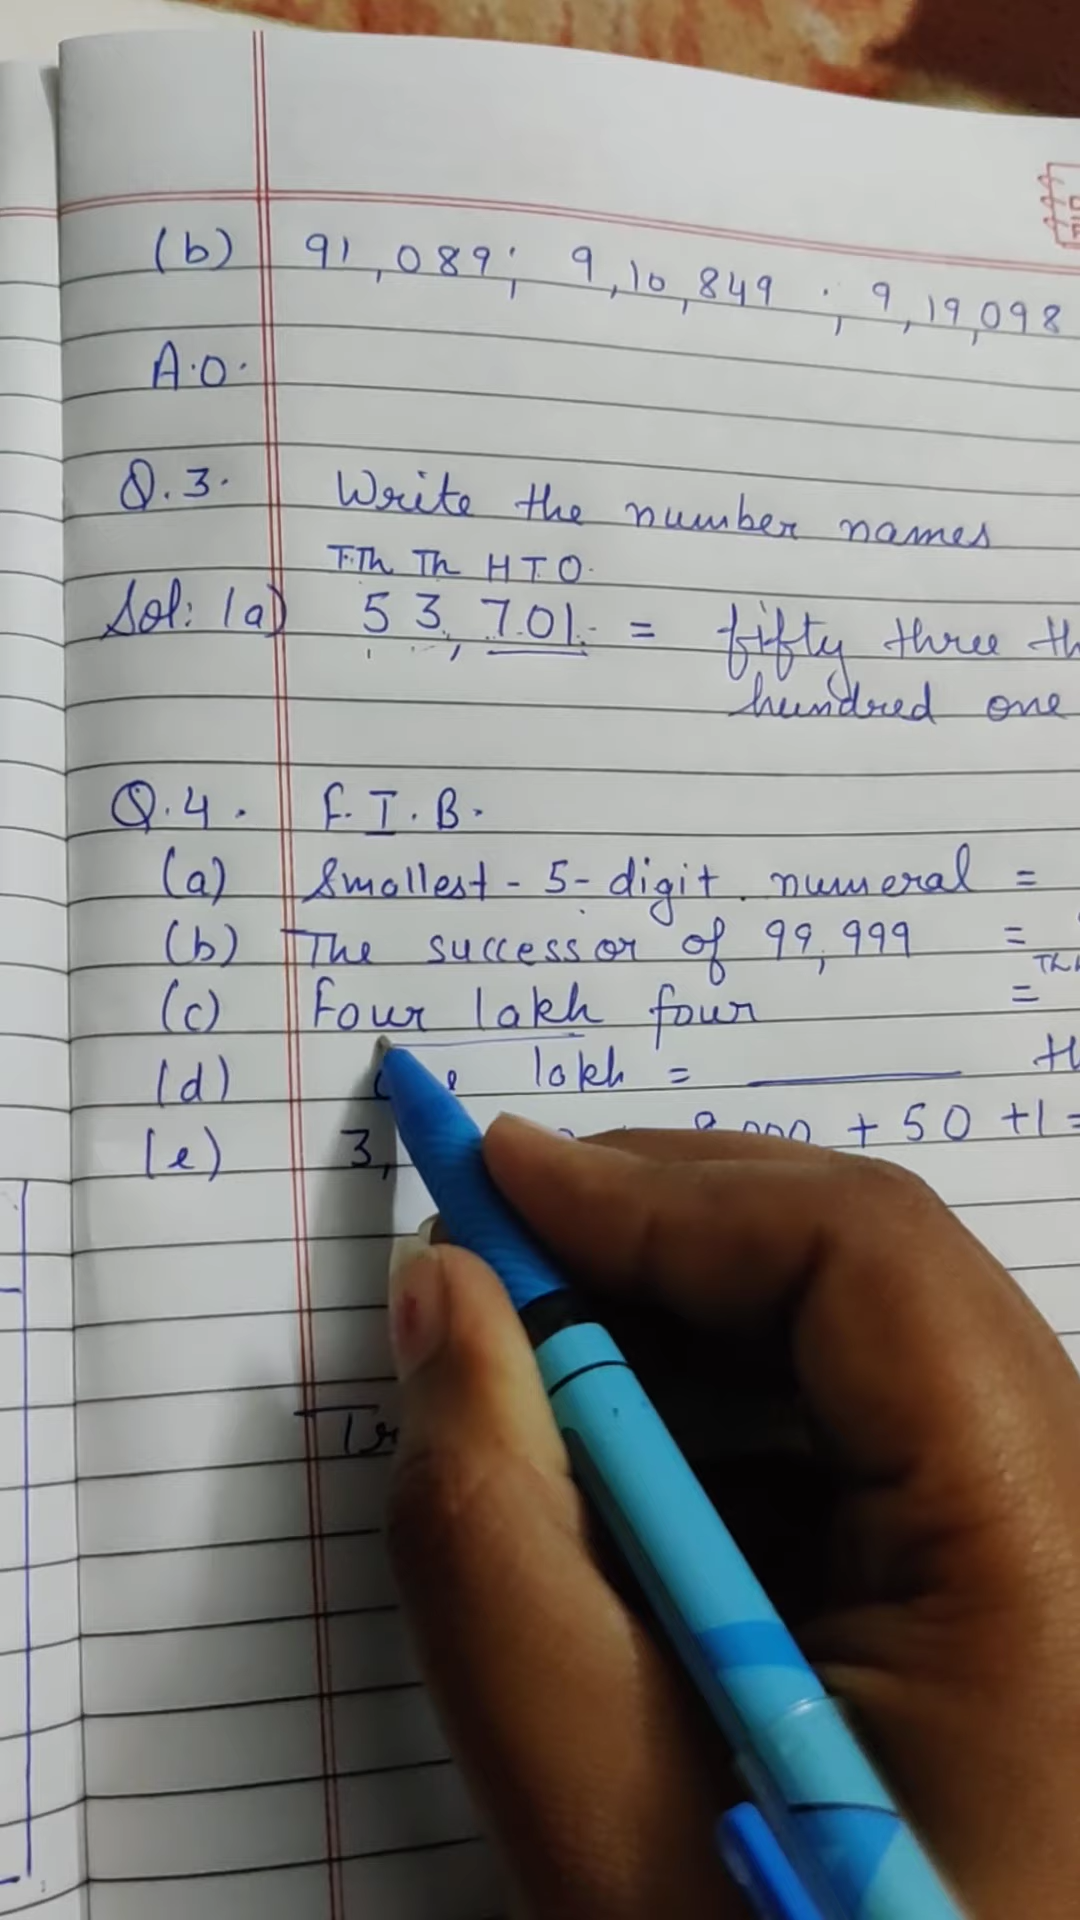 (b) 91,089; 9,10,849 ; 9,19,098
A.O.
Q.3. Write the number names
T.Th Th H T O.
Sol: (a) 53,701 = fifty three th
hundred one
Q.4. F.I.B.
(a) Smallest - 5-digit numeral =
(b) The successor of 99,999 =
(c) Four lakh four =
(d) lakh = ________ th
(e) 3, + 50 + 1 =